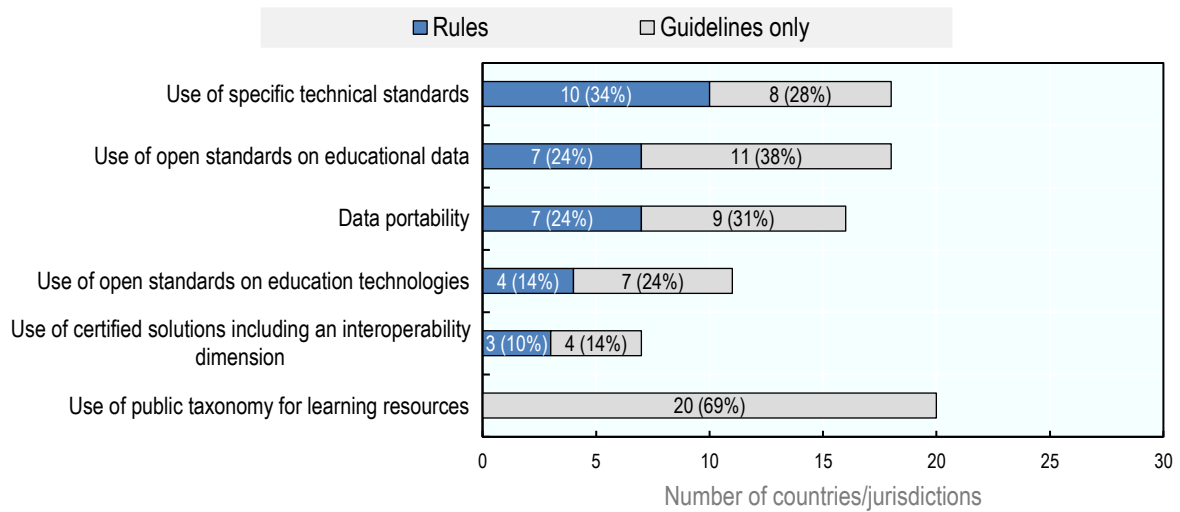 Rules Guidelines only
Use of specific technical standards 10 (34%) 8 (28%)
Use of open standards on educational data 7 (24%) 11 (38%)
Data portability 7 (24%) 9 (31%)
Use of open standards on education technologies 4 (14%) 7 (24%)
Use of certified solutions including an interoperability
dimension 3 (10%) 4 (14%)
Use of public taxonomy for learning resources 20 (69%)
0 5 10 15 20 25 30
Number of countries/jurisdictions